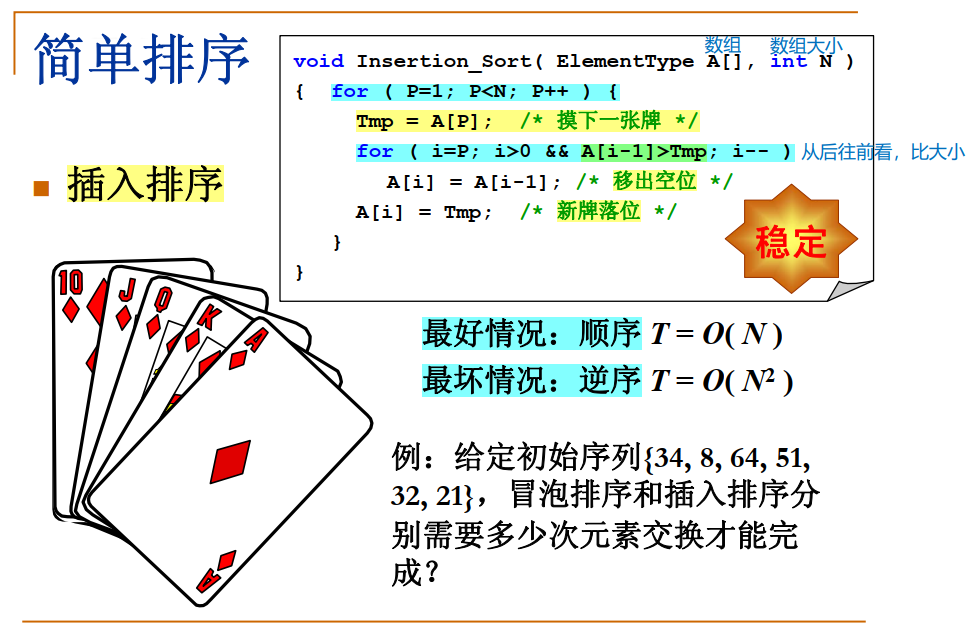 简单排序
数组 数组大小
void Insertion_Sort( ElementType A[], int N )
{ for ( P=1; P<N; P++ ) {
Tmp = A[P]; /* 摸下一张牌 */
for ( i=P; i>0 && A[i-1]>Tmp; i-- ) 从后往前看，比大小
A[i] = A[i-1]; /* 移出空位 */
A[i] = Tmp; /* 新牌落位 */
}
}
插入排序
稳定
10
J
Q
K
A
A
最好情况：顺序 T = O( N )
最坏情况：逆序 T = O( N² )
例：给定初始序列{34, 8, 64, 51,
32, 21}，冒泡排序和插入排序分
别需要多少次元素交换才能完
成？